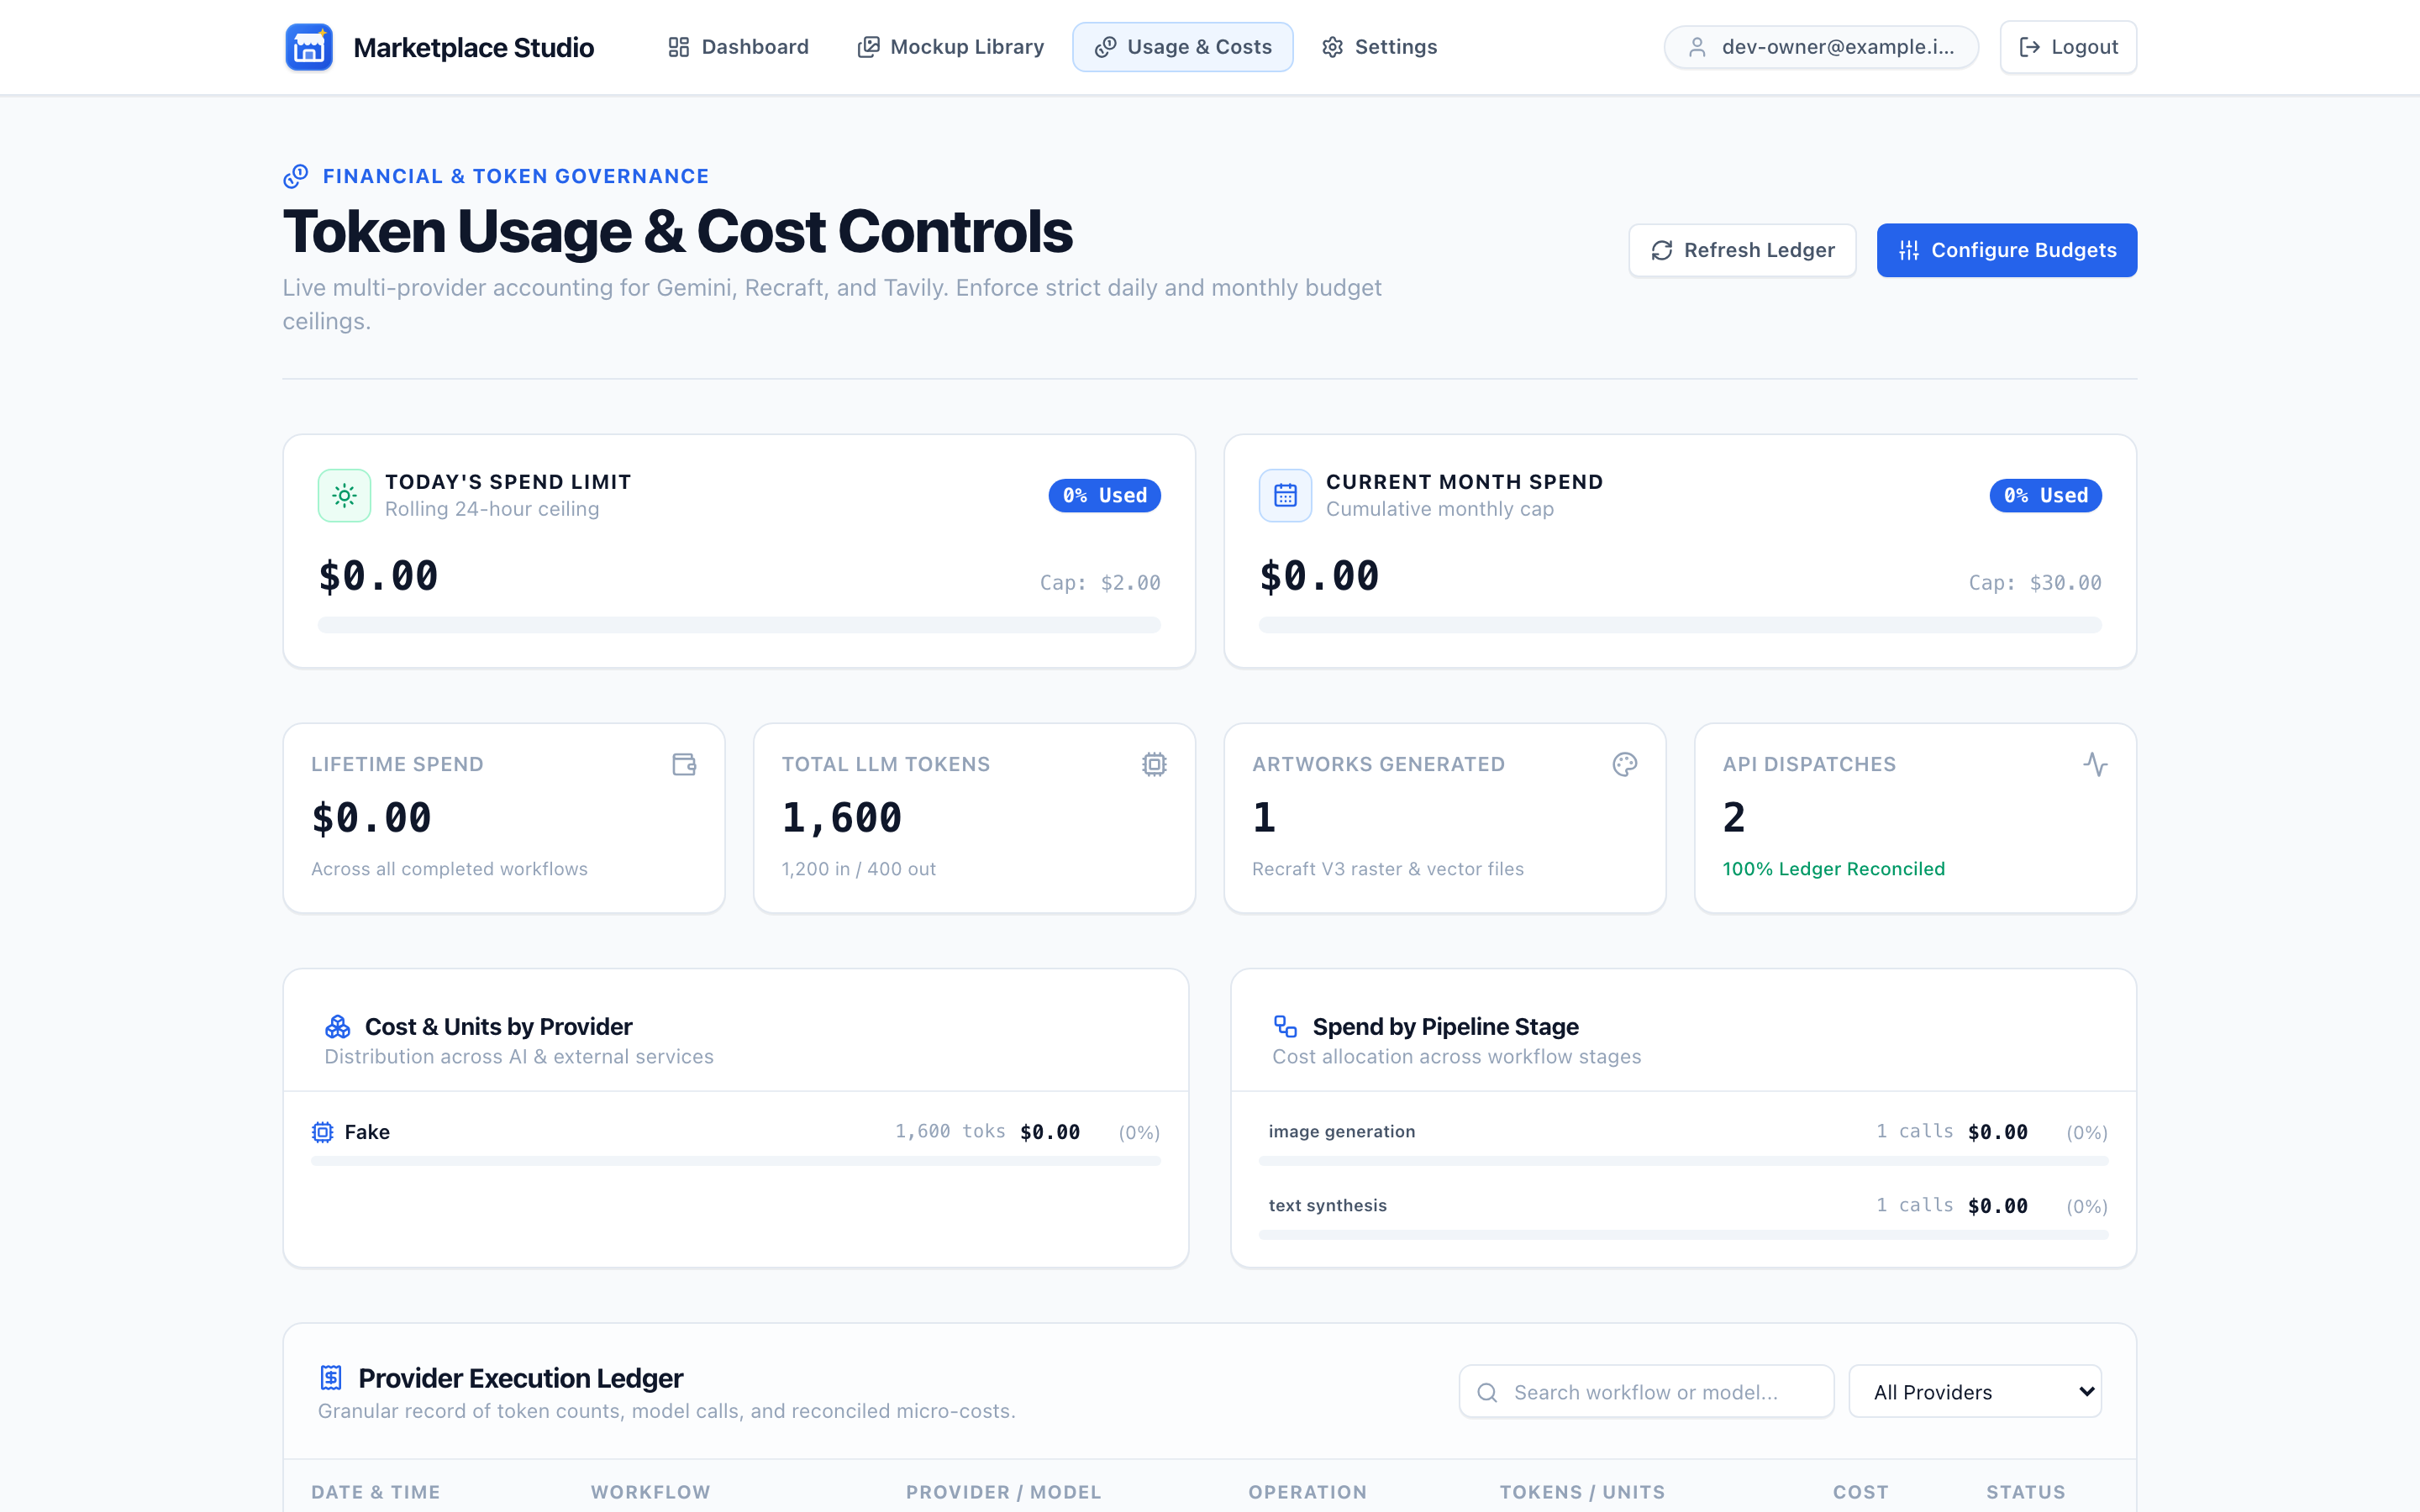 Marketplace Studio
Dashboard
Mockup Library
Usage & Costs
Settings
dev-owner@example.i...
Logout
FINANCIAL & TOKEN GOVERNANCE
Token Usage & Cost Controls
Live multi-provider accounting for Gemini, Recraft, and Tavily. Enforce strict daily and monthly budget
ceilings.
Refresh Ledger
Configure Budgets
TODAY'S SPEND LIMIT
Rolling 24-hour ceiling
0% Used
$0.00
Cap: $2.00
CURRENT MONTH SPEND
Cumulative monthly cap
0% Used
$0.00
Cap: $30.00
LIFETIME SPEND
$0.00
Across all completed workflows
TOTAL LLM TOKENS
1,600
1,200 in / 400 out
ARTWORKS GENERATED
1
Recraft V3 raster & vector files
API DISPATCHES
2
100% Ledger Reconciled
Cost & Units by Provider
Distribution across AI & external services
Fake 1,600 toks $0.00 (0%)
Spend by Pipeline Stage
Cost allocation across workflow stages
image generation 1 calls $0.00 (0%)
text synthesis 1 calls $0.00 (0%)
Provider Execution Ledger
Granular record of token counts, model calls, and reconciled micro-costs.
Search workflow or model...
All Providers
DATE & TIME WORKFLOW PROVIDER / MODEL OPERATION TOKENS / UNITS COST STATUS